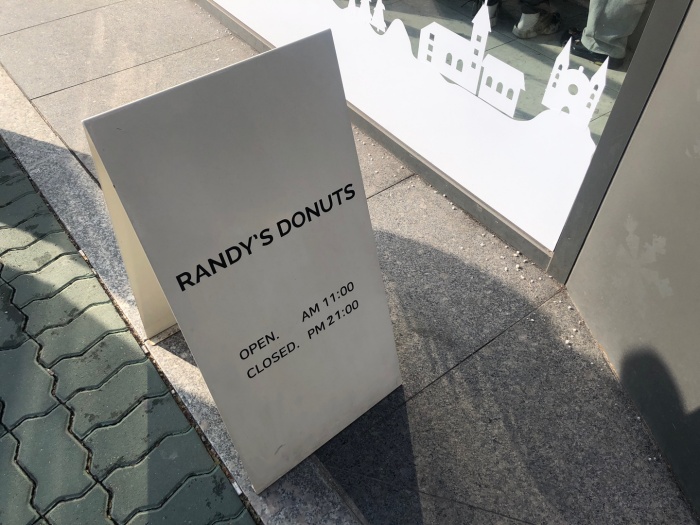 RANDY'S DONUTS
OPEN. AM 11:00
CLOSED. PM 21:00